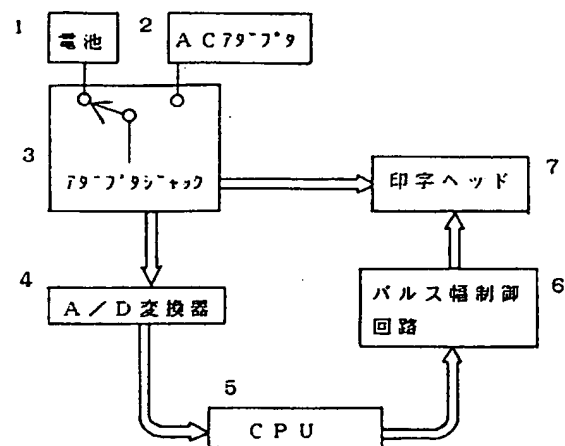 1
電池
2
ACアダプタ
3
アダプタジャック
7
印字ヘッド
4
A/D変換器
6
パルス幅制御
回路
5
CPU